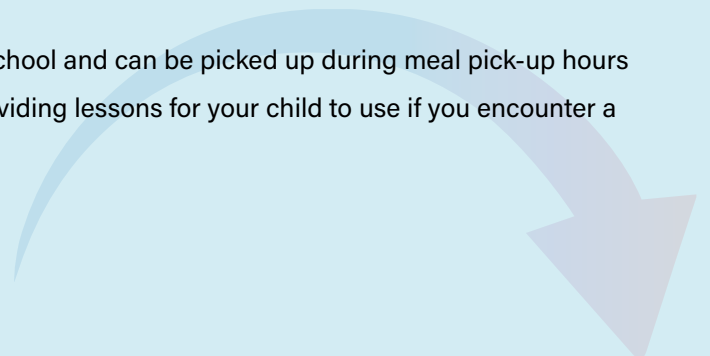 chool and can be picked up during meal pick-up hours
viding lessons for your child to use if you encounter a